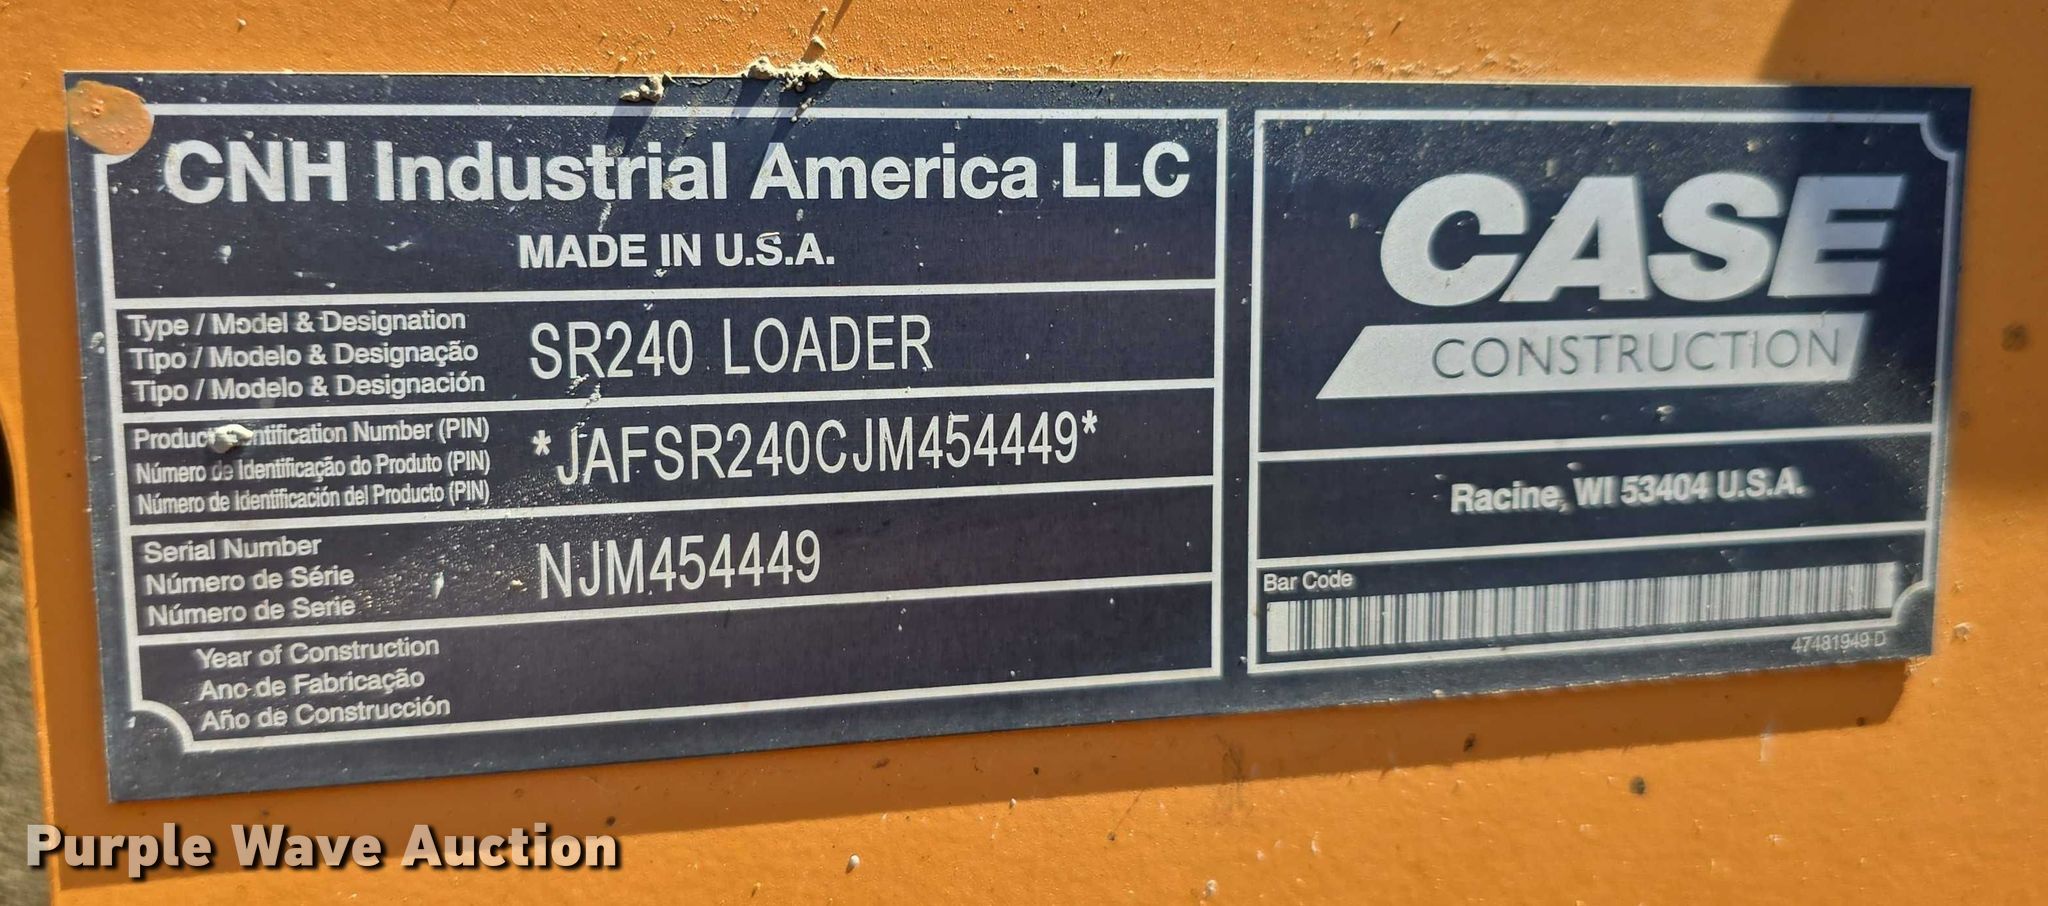 CNH Industrial America LLC
MADE IN U.S.A.
Type / Model & Designation
Tipo / Modelo & Designação
Tipo / Modelo & Designación
SR240 LOADER
Product Identification Number (PIN)
Número de Identificação do Produto (PIN)
Número de Identificación del Producto (PIN)
*JAFSR240CJM454449*
Serial Number
Número de Série
Número de Serie
NJM454449
Year of Construction
Ano de Fabricação
Año de Construcción
CASE
CONSTRUCTION
Racine, WI 53404 U.S.A.
Bar Code
47481949 D
Purple Wave Auction